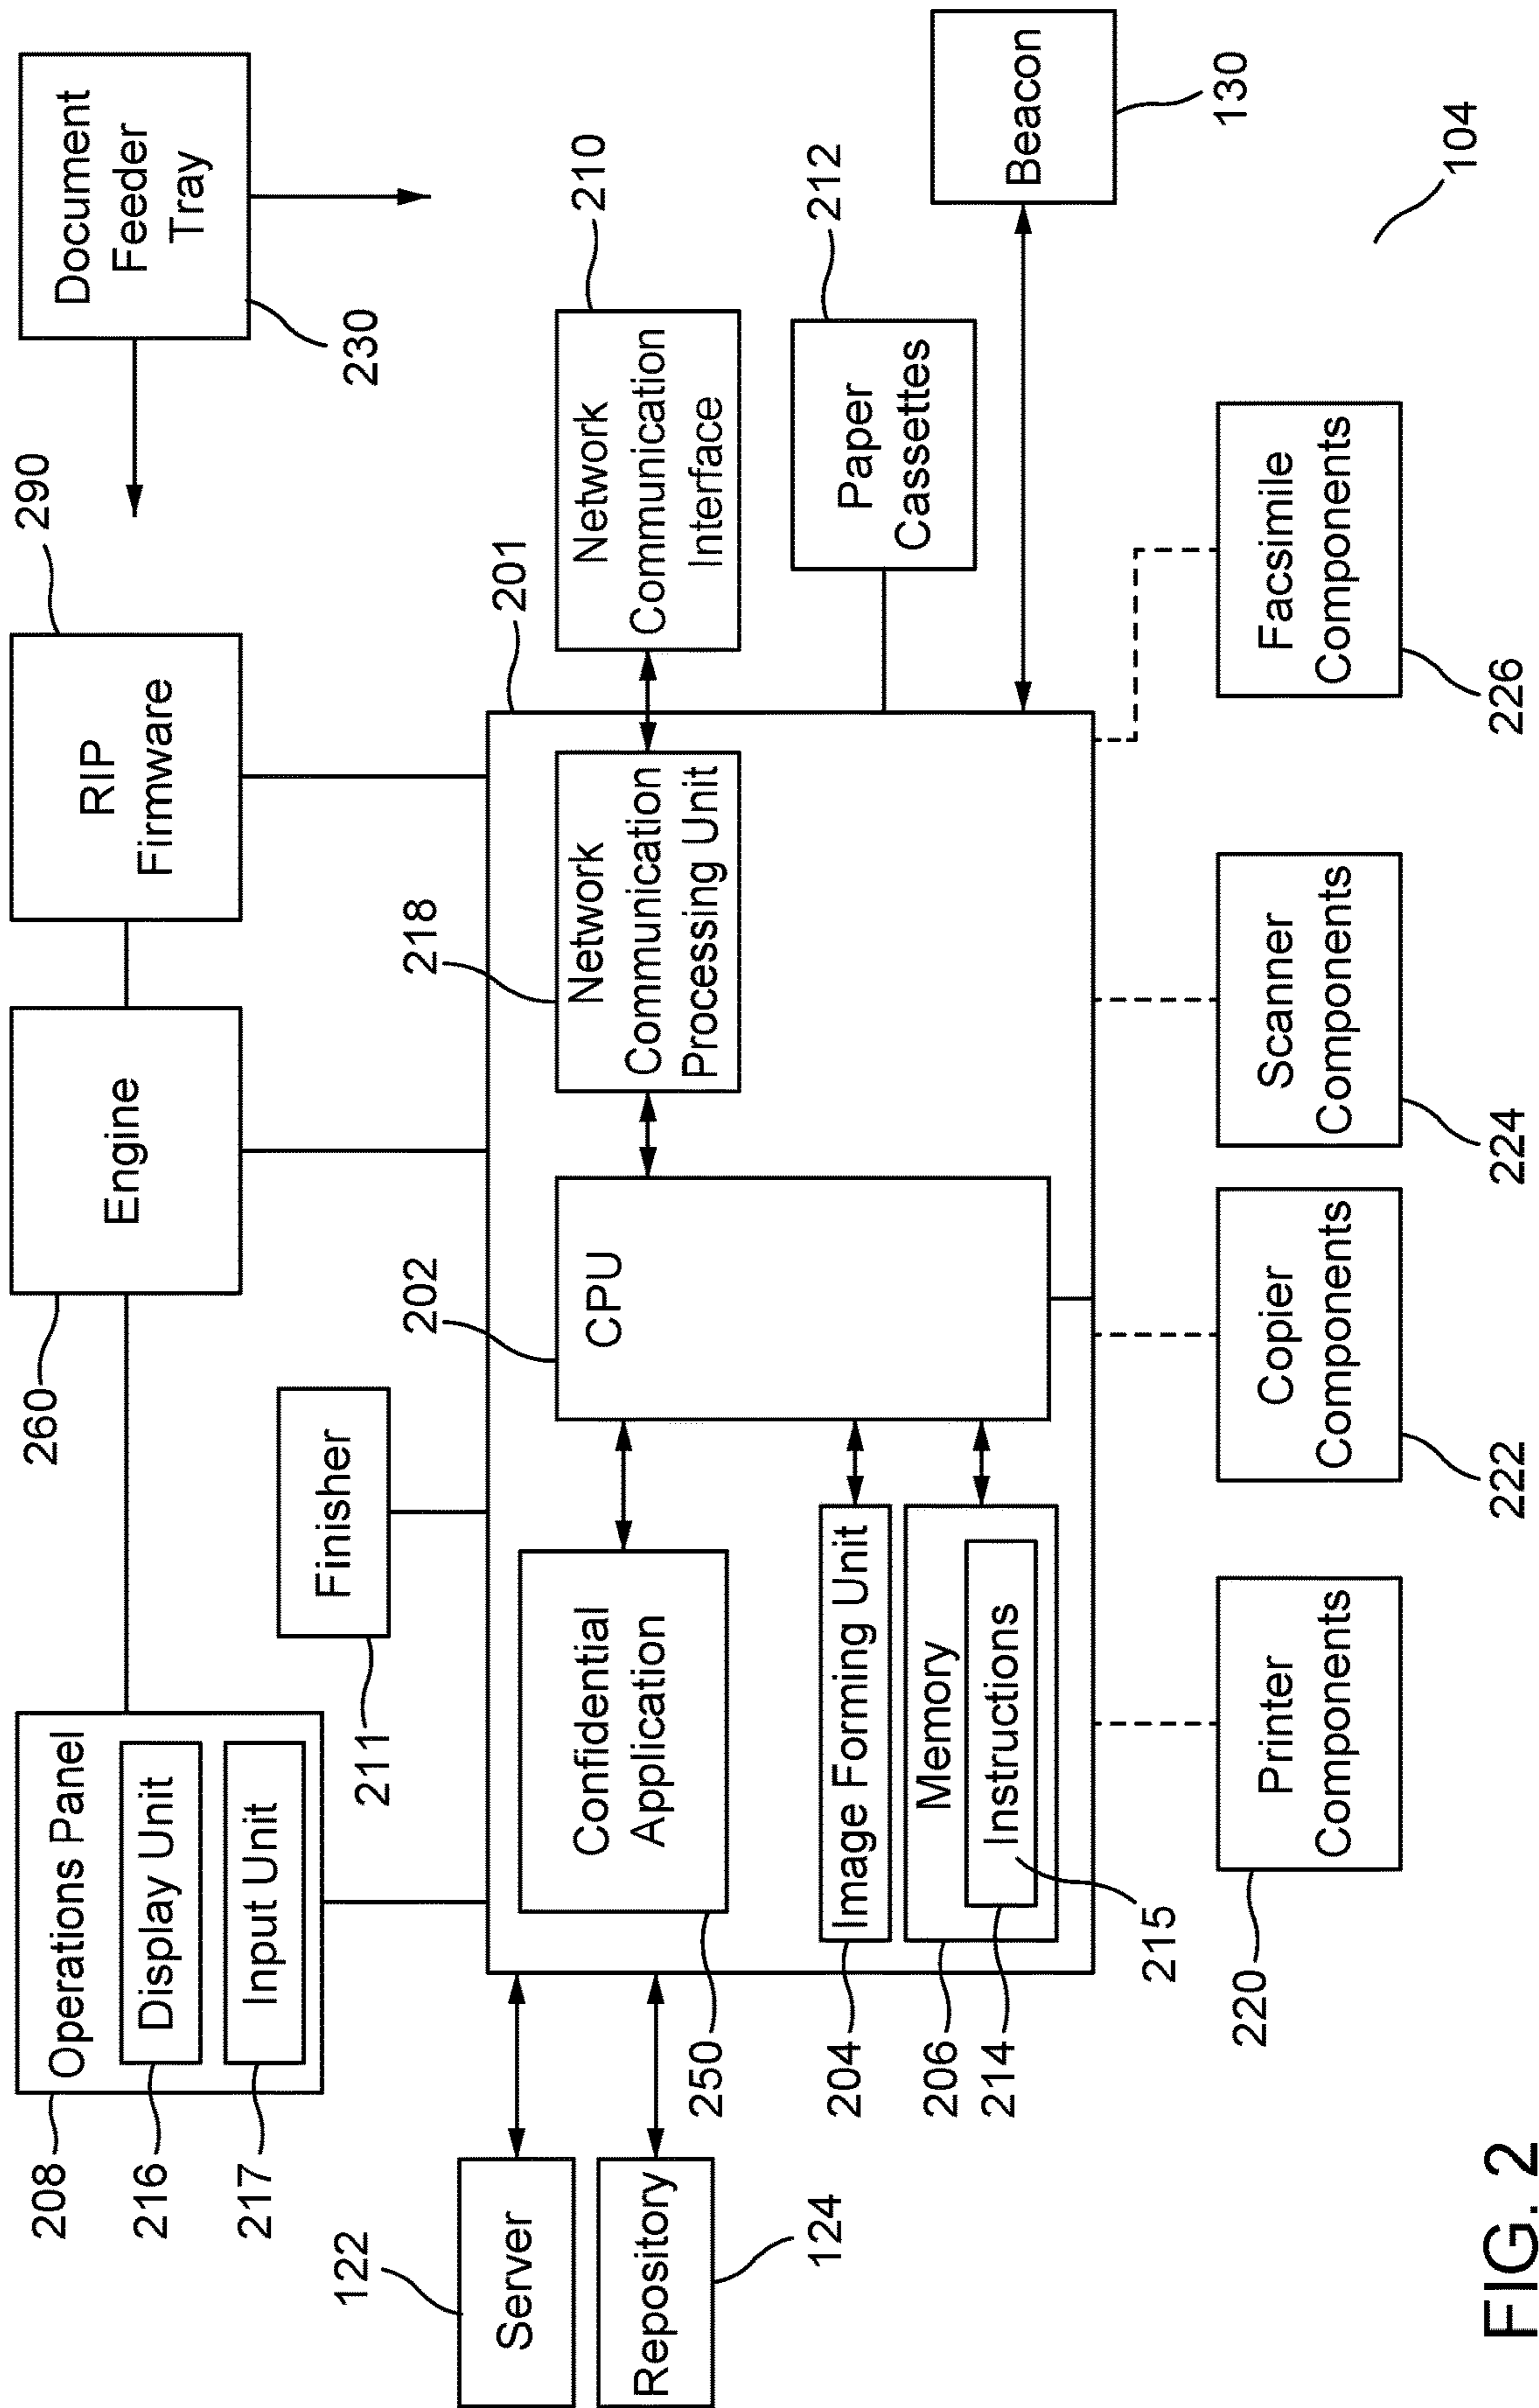 208
Operations Panel
216
Display Unit
217
Input Unit
260
Engine
290
RIP
Firmware
Document
Feeder
Tray
230
211
Finisher
122
Server
124
Repository
201
250
Confidential
Application
202
CPU
218
Network
Communication
Processing Unit
210
Network
Communication
Interface
204
Image Forming Unit
206
Memory
214
Instructions
215
212
Paper
Cassettes
Beacon
130
220
Printer
Components
222
Copier
Components
224
Scanner
Components
226
Facsimile
Components
104
FIG. 2